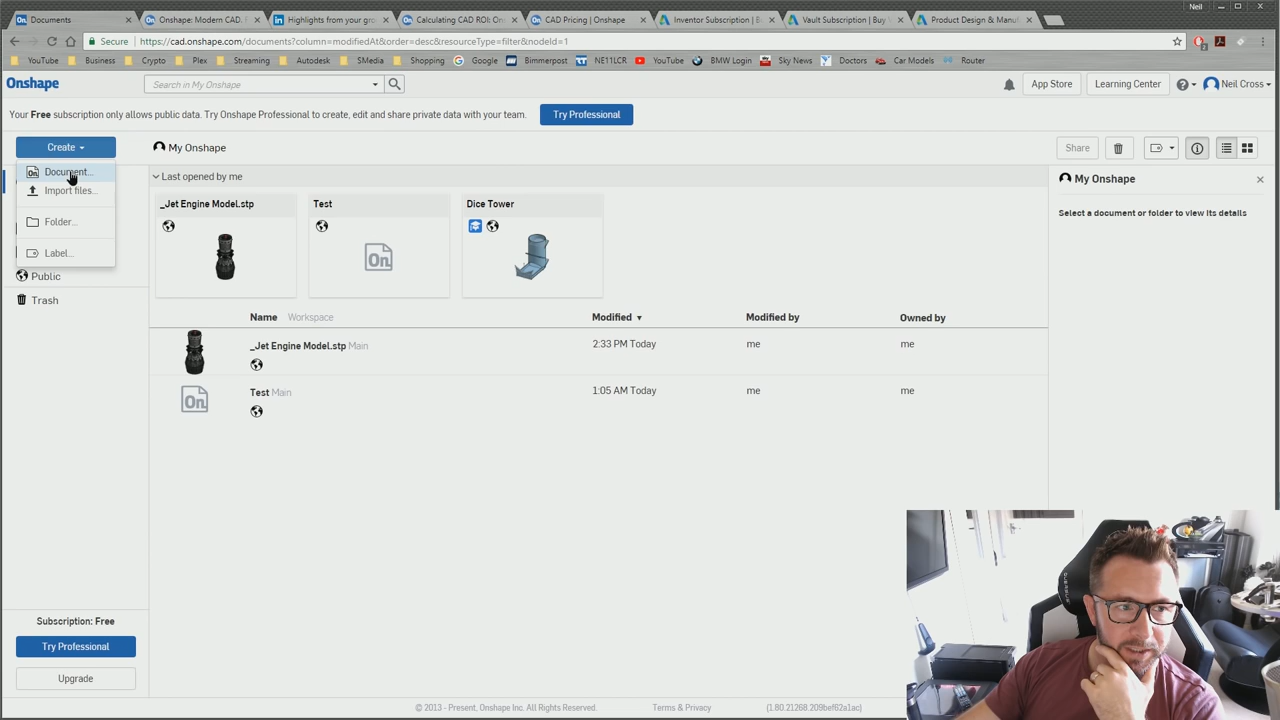 Neil
Documents
Onshape: Modern CAD. F
Highlights from your gro
Calculating CAD ROI: On
CAD Pricing | Onshape
Inventor Subscription | B
Vault Subscription | Buy V
Product Design & Manuf
Secure
https://cad.onshape.com/documents?column=modifiedAt&order=desc&resourceType=filter&nodeId=1
YouTube
Business
Crypto
Plex
Streaming
Autodesk
SMedia
Shopping
Google
Bimmerpost
NE11LCR
YouTube
BMW Login
Sky News
Doctors
Car Models
Router
Onshape
Search in My Onshape
App Store
Learning Center
Neil Cross
Your Free subscription only allows public data. Try Onshape Professional to create, edit and share private data with your team.
Try Professional
Create
My Onshape
Share
Document...
Import files...
Folder...
Label...
Public
Trash
Last opened by me
_Jet Engine Model.stp
Test
Dice Tower
On
Name Workspace
Modified
Modified by
Owned by
_Jet Engine Model.stp Main
2:33 PM Today
me
me
On
Test Main
1:05 AM Today
me
me
My Onshape
Select a document or folder to view its details
Subscription: Free
Try Professional
Upgrade
© 2013 - Present, Onshape Inc. All Rights Reserved.
Terms & Privacy
(1.80.21268.209bef62a1ac)